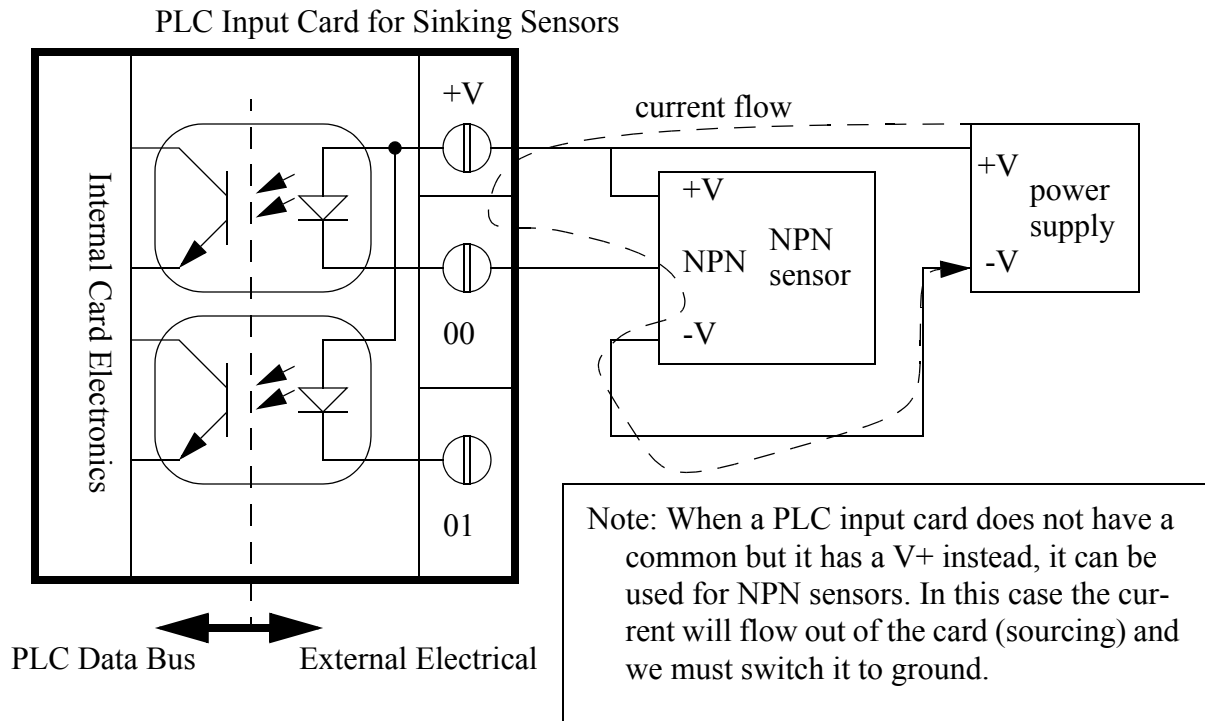 PLC Input Card for Sinking Sensors
+V
current flow
Internal Card Electronics
+V
NPN
NPN
sensor
-V
+V
power
supply
-V
00
01
PLC Data Bus
External Electrical
Note: When a PLC input card does not have a
common but it has a V+ instead, it can be
used for NPN sensors. In this case the cur-
rent will flow out of the card (sourcing) and
we must switch it to ground.